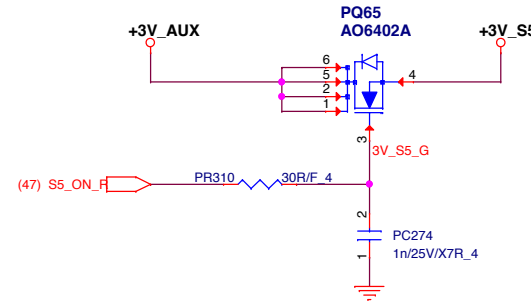 PQ65
AO6402A
+3V_AUX
+3V_S5
6
5
2
1
4
3
3V_S5_G
(47) S5_ON_R
PR310
30R/F_4
2
PC274
1
1n/25V/X7R_4